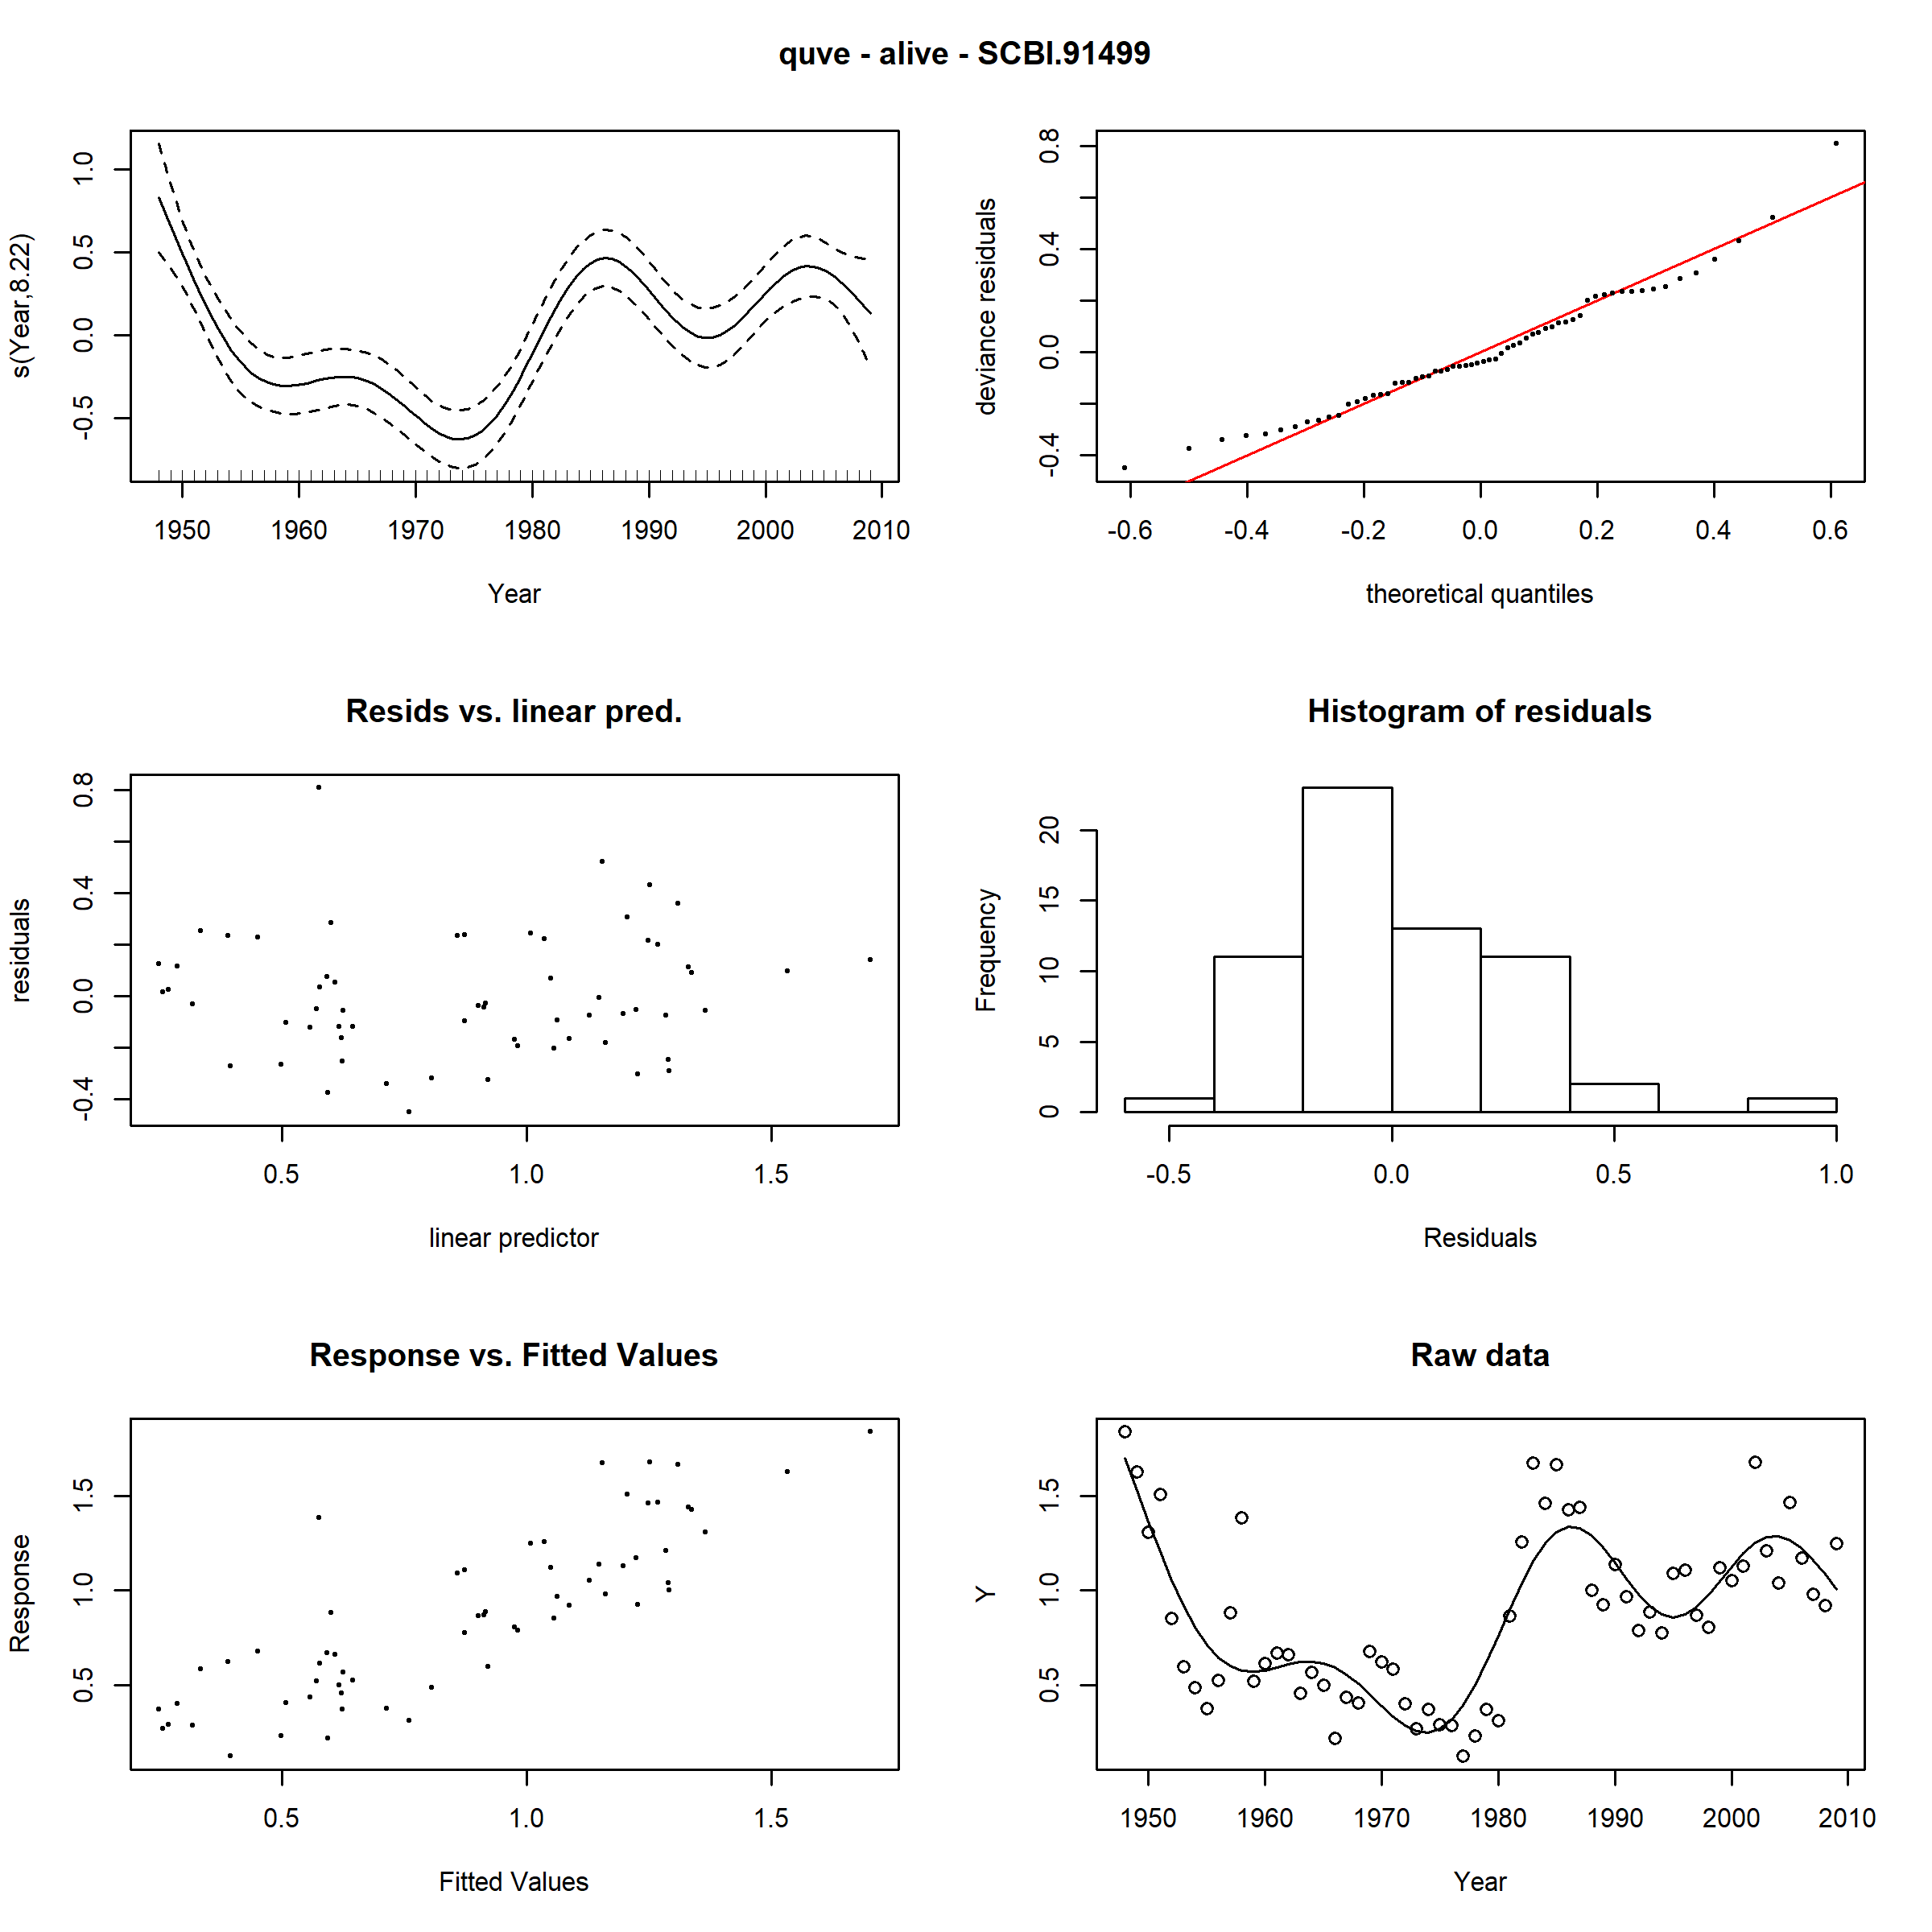 quve - alive - SCBI.91499
s(Year,8.22)
1.0
0.5
0.0
-0.5
1950 1960 1970 1980 1990 2000 2010
Year
deviance residuals
0.8
0.4
0.0
-0.4
-0.6 -0.4 -0.2 0.0 0.2 0.4 0.6
theoretical quantiles
Resids vs. linear pred.
residuals
0.8
0.4
0.0
-0.4
0.5 1.0 1.5
linear predictor
Histogram of residuals
Frequency
20
15
10
5
0
-0.5 0.0 0.5 1.0
Residuals
Response vs. Fitted Values
Response
1.5
1.0
0.5
0.5 1.0 1.5
Fitted Values
Raw data
Y
1.5
1.0
0.5
1950 1960 1970 1980 1990 2000 2010
Year